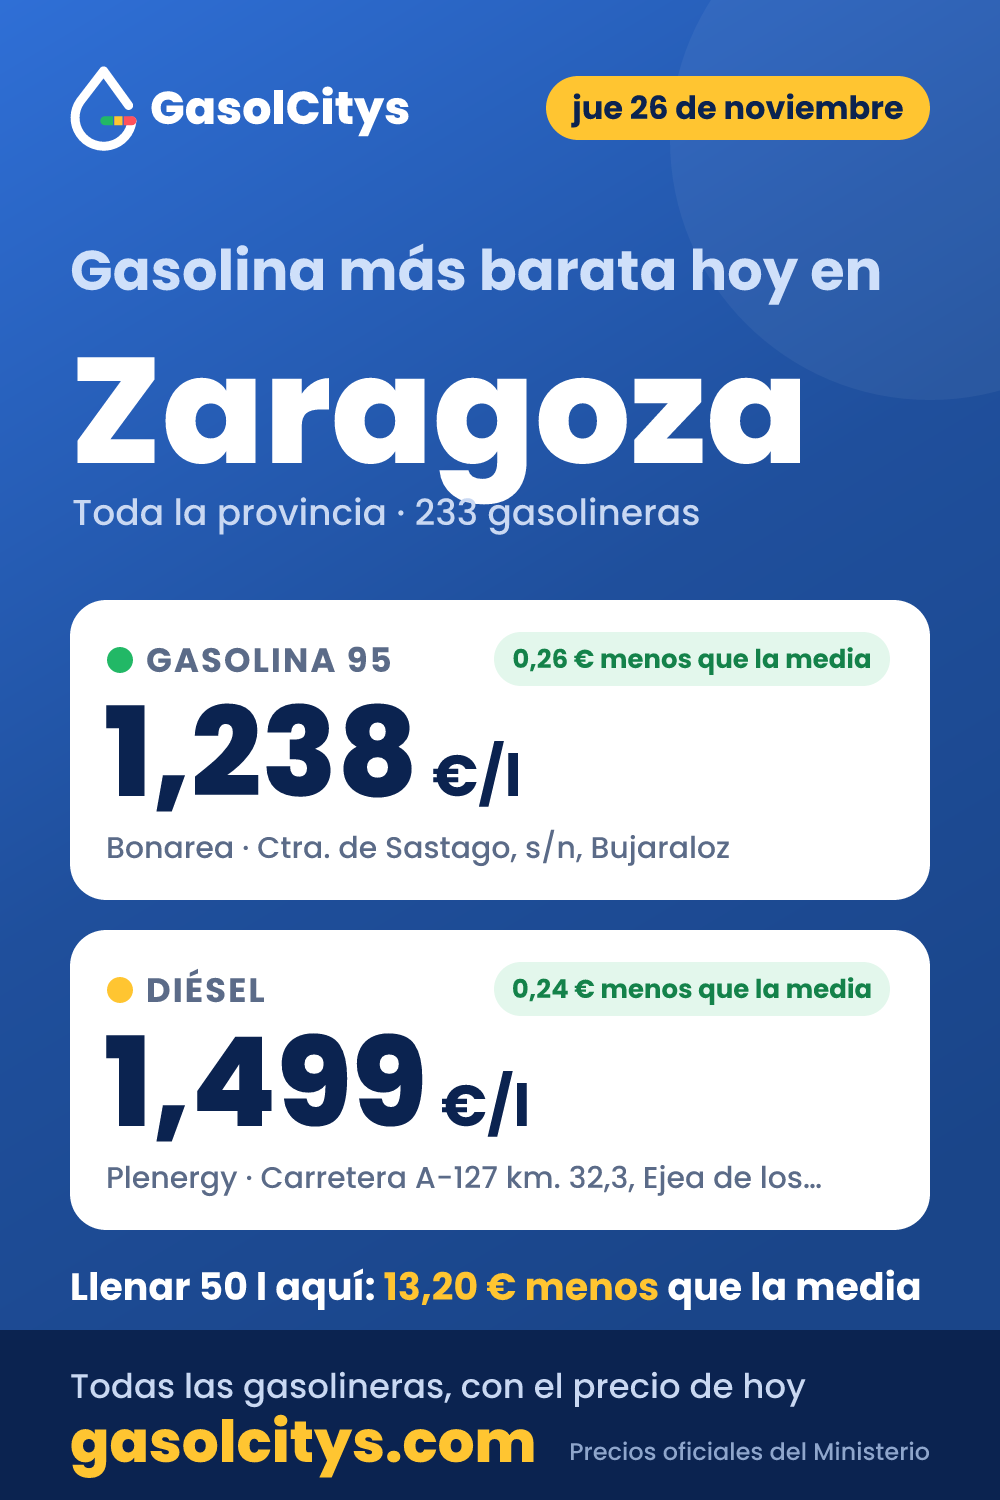 GasolCitys
jue 26 de noviembre
Gasolina más barata hoy en
Zaragoza
Toda la provincia · 233 gasolineras
GASOLINA 95
0,26 € menos que la media
1,238 €/l
Bonarea · Ctra. de Sastago, s/n, Bujaraloz
DIÉSEL
0,24 € menos que la media
1,499 €/l
Plenergy · Carretera A-127 km. 32,3, Ejea de los...
Llenar 50 l aquí: 13,20 € menos que la media
Todas las gasolineras, con el precio de hoy
gasolcitys.com
Precios oficiales del Ministerio